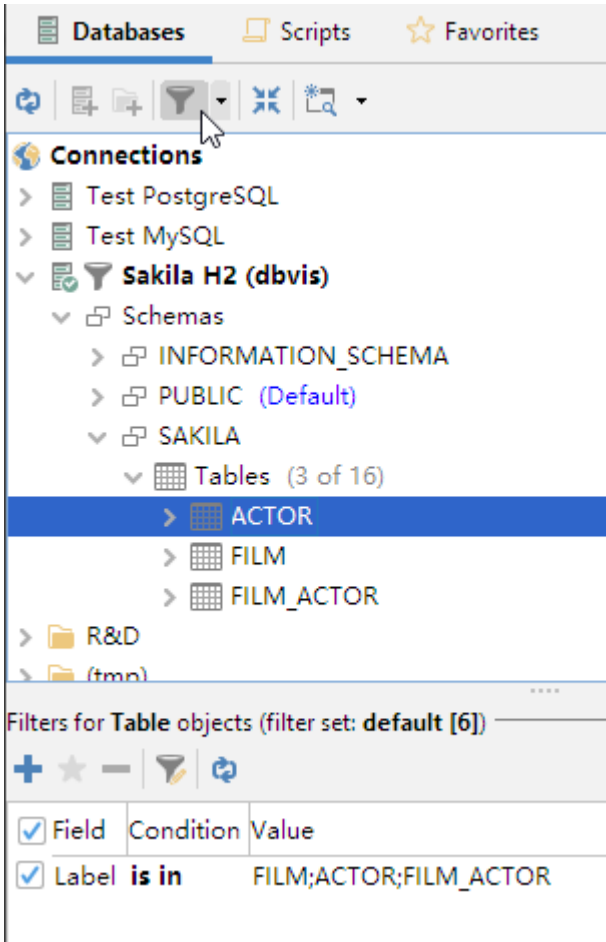 Databases Scripts Favorites
Connections
Test PostgreSQL
Test MySQL
Sakila H2 (dbvis)
Schemas
INFORMATION_SCHEMA
PUBLIC (Default)
SAKILA
Tables (3 of 16)
ACTOR
FILM
FILM_ACTOR
R&D
(tmp)
Filters for Table objects (filter set: default [6])
Field Condition Value
Label is in FILM;ACTOR;FILM_ACTOR